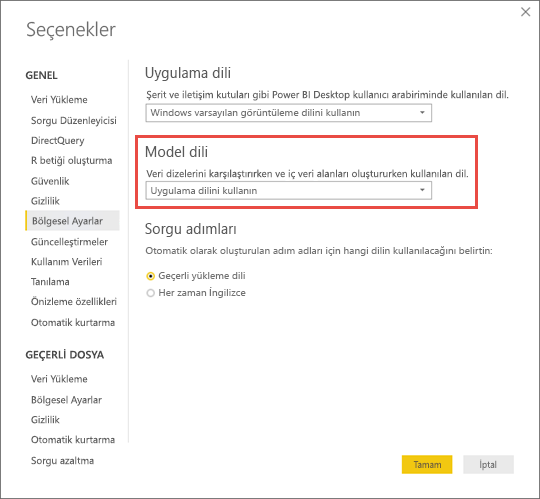 Seçenekler
GENEL
Veri Yükleme
Sorgu Düzenleyicisi
DirectQuery
R betiği oluşturma
Güvenlik
Gizlilik
Bölgesel Ayarlar
Güncelleştirmeler
Kullanım Verileri
Tanılama
Önizleme özellikleri
Otomatik kurtarma
GEÇERLİ DOSYA
Veri Yükleme
Bölgesel Ayarlar
Gizlilik
Otomatik kurtarma
Sorgu azaltma
Uygulama dili
Şerit ve iletişim kutuları gibi Power BI Desktop kullanıcı arabiriminde kullanılan dil.
Windows varsayılan görüntüleme dilini kullanın
Model dili
Veri dizelerini karşılaştırırken ve iç veri alanları oluştururken kullanılan dil.
Uygulama dilini kullanın
Sorgu adımları
Otomatik olarak oluşturulan adım adları için hangi dilin kullanılacağını belirtin:
Geçerli yükleme dili
Her zaman İngilizce
Tamam
İptal